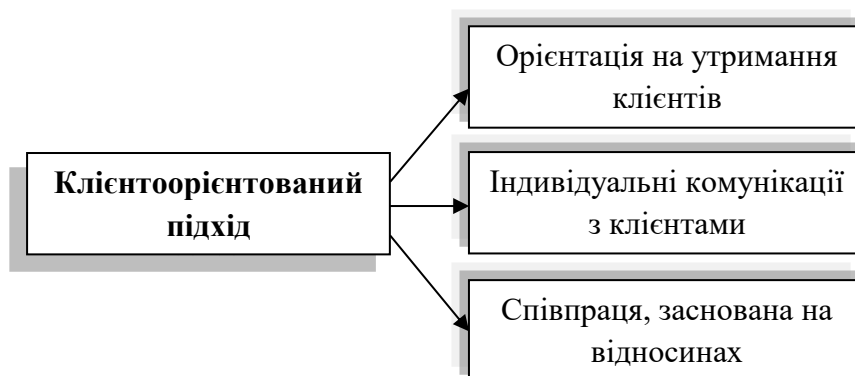 Орієнтація на утримання
клієнтів
Клієнтоорієнтований
підхід
Індивідуальні комунікації
з клієнтами
Співпраця, заснована на
відносинах